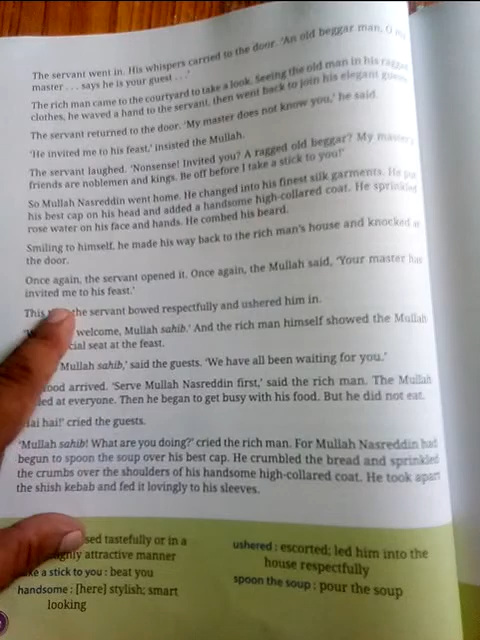 The servant went in. His whispers carried to the door. 'An old beggar man, O
master . . . says he is your guest . . .'
The rich man came to the courtyard to take a look. Seeing the old man in his ragged
clothes, he waved a hand to the servant, then went back to join his elegant guests.
The servant returned to the door. 'My master does not know you,' he said.
'He invited me to his feast,' insisted the Mullah.
The servant laughed. 'Nonsense! Invited you? A ragged old beggar? My master's
friends are noblemen and kings. Be off before I take a stick to you!'
So Mullah Nasreddin went home. He changed into his finest silk garments. He put
his best cap on his head and added a handsome high-collared coat. He sprinkled
rose water on his face and hands. He combed his beard.
Smiling to himself, he made his way back to the rich man's house and knocked
the door.
Once again, the servant opened it. Once again, the Mullah said, 'Your master has
invited me to his feast.'
This the servant bowed respectfully and ushered him in.
welcome, Mullah sahib.' And the rich man himself showed the Mullah
seat at the feast.
Mullah sahib,' said the guests. 'We have all been waiting for you.'
arrived. 'Serve Mullah Nasreddin first,' said the rich man. The Mullah
at everyone. Then he began to get busy with his food. But he did not eat.
hai!' cried the guests.
'Mullah sahib! What are you doing?' cried the rich man. For Mullah Nasreddin had
begun to spoon the soup over his best cap. He crumbled the bread and sprinkled
the crumbs over the shoulders of his handsome high-collared coat. He took apart
the shish kebab and fed it lovingly to his sleeves.
tastefully or in a
attractive manner
a stick to you : beat you
handsome : [here] stylish; smart
looking
ushered : escorted; led him into the
house respectfully
spoon the soup : pour the soup